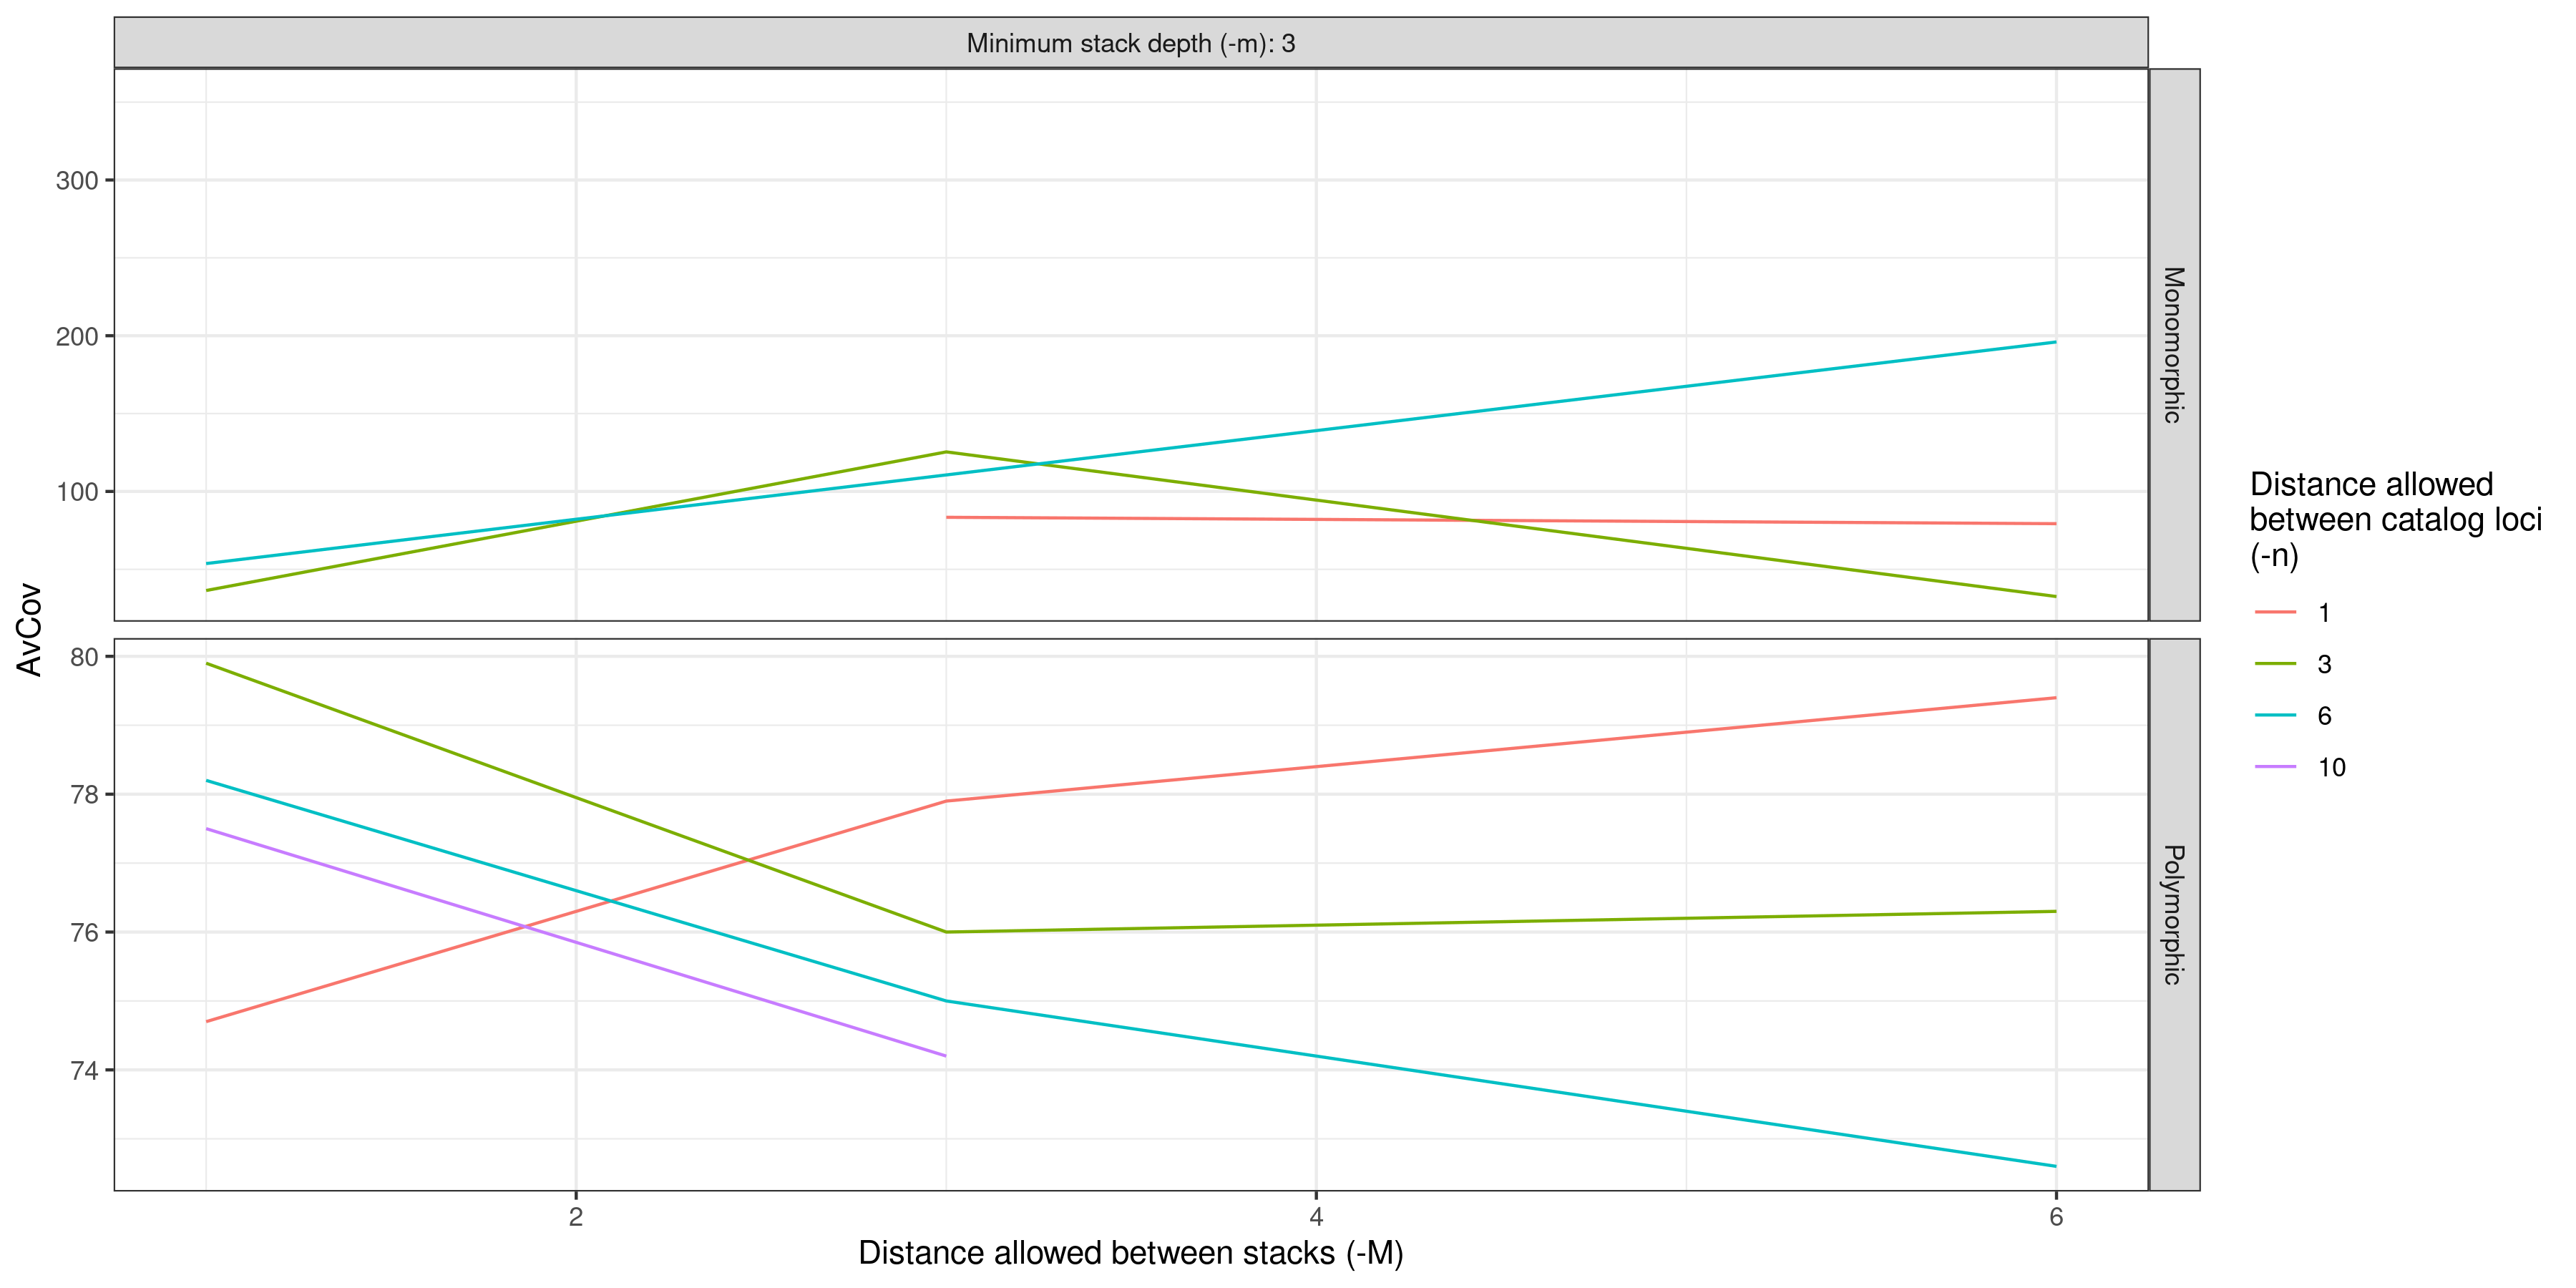 Minimum stack depth (-m): 3
300
200
100
Monomorphic
AvCov
80
78
76
74
Polymorphic
2
4
6
Distance allowed between stacks (-M)
Distance allowed
between catalog loci
(-n)
1
3
6
10